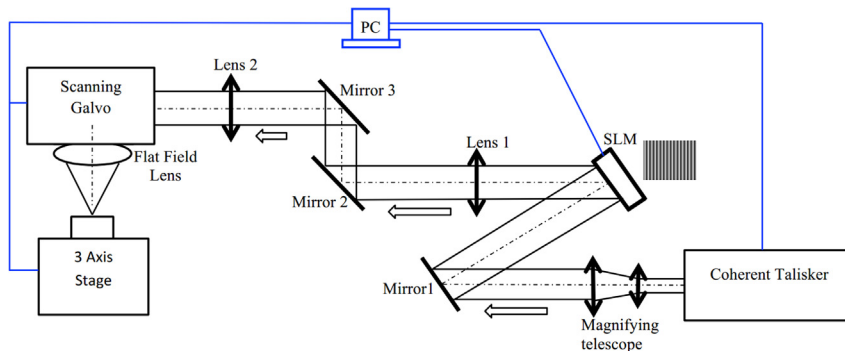 PC
Scanning
Galvo
Lens 2
Mirror 3
Flat Field
Lens
Mirror 2
Lens 1
SLM
3 Axis
Stage
Mirror1
Magnifying
telescope
Coherent Talisker